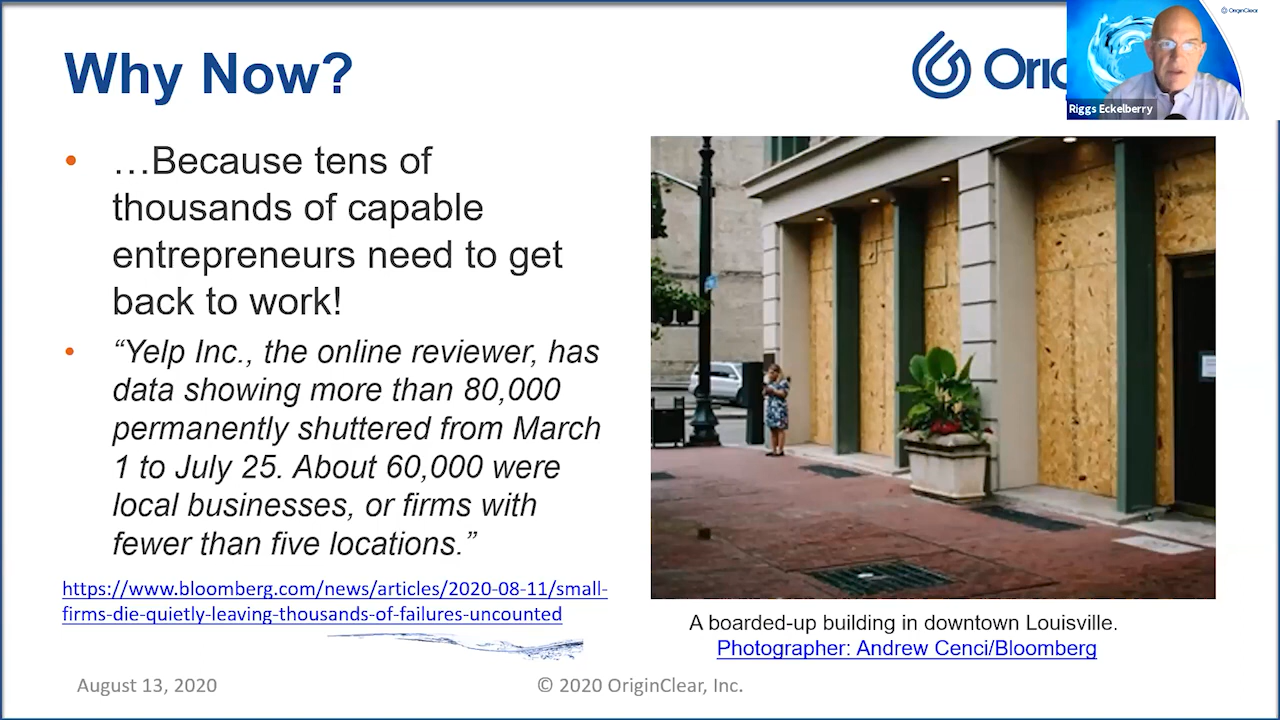 Why Now?
OriginClear
Riggs Eckelberry
• …Because tens of
thousands of capable
entrepreneurs need to get
back to work!
• “Yelp Inc., the online reviewer, has
data showing more than 80,000
permanently shuttered from March
1 to July 25. About 60,000 were
local businesses, or firms with
fewer than five locations.”
https://www.bloomberg.com/news/articles/2020-08-11/small-
firms-die-quietly-leaving-thousands-of-failures-uncounted
A boarded-up building in downtown Louisville.
Photographer: Andrew Cenci/Bloomberg
August 13, 2020
© 2020 OriginClear, Inc.